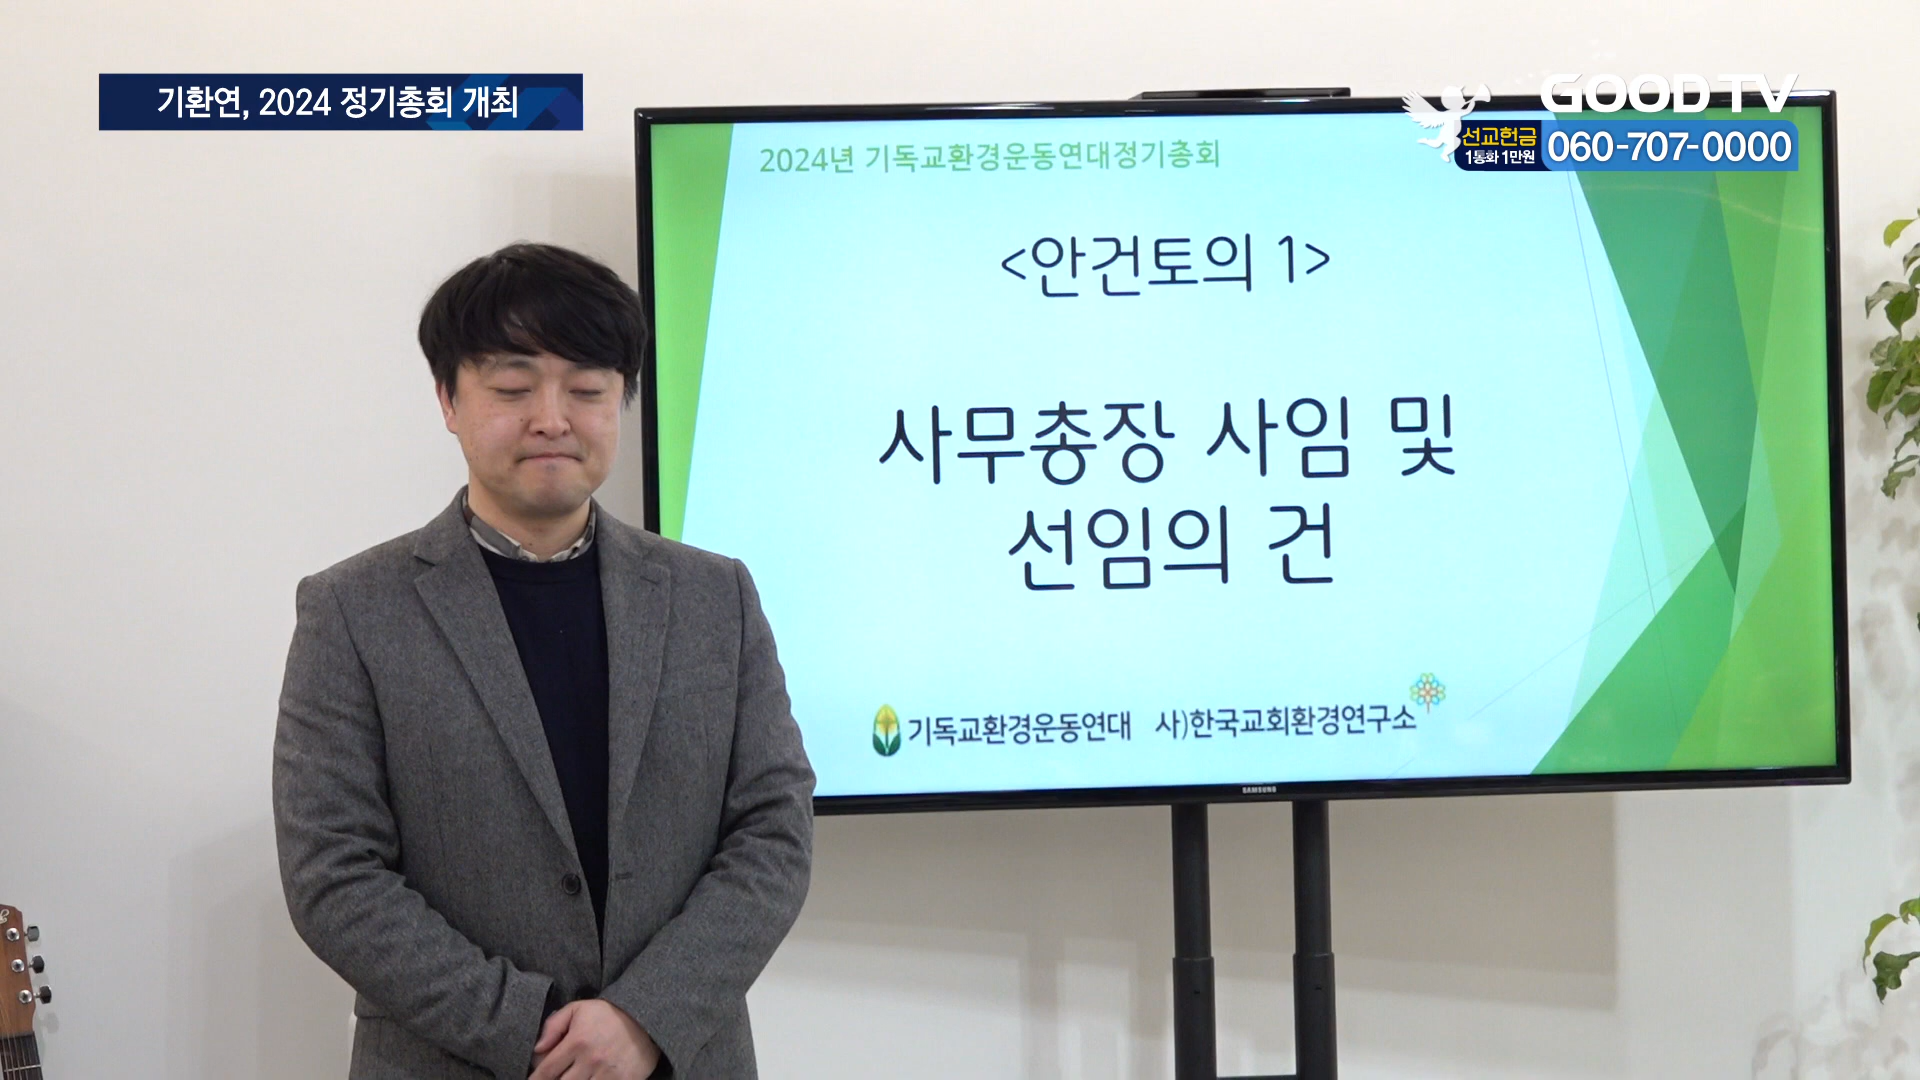 기환연, 2024 정기총회 개최
GOODTV
선교헌금
1통화 1만원
060-707-0000
2024년 기독교환경운동연대정기총회
<안건토의 1>
사무총장 사임 및
선임의 건
기독교환경운동연대 사)한국교회환경연구소
SAMSUNG